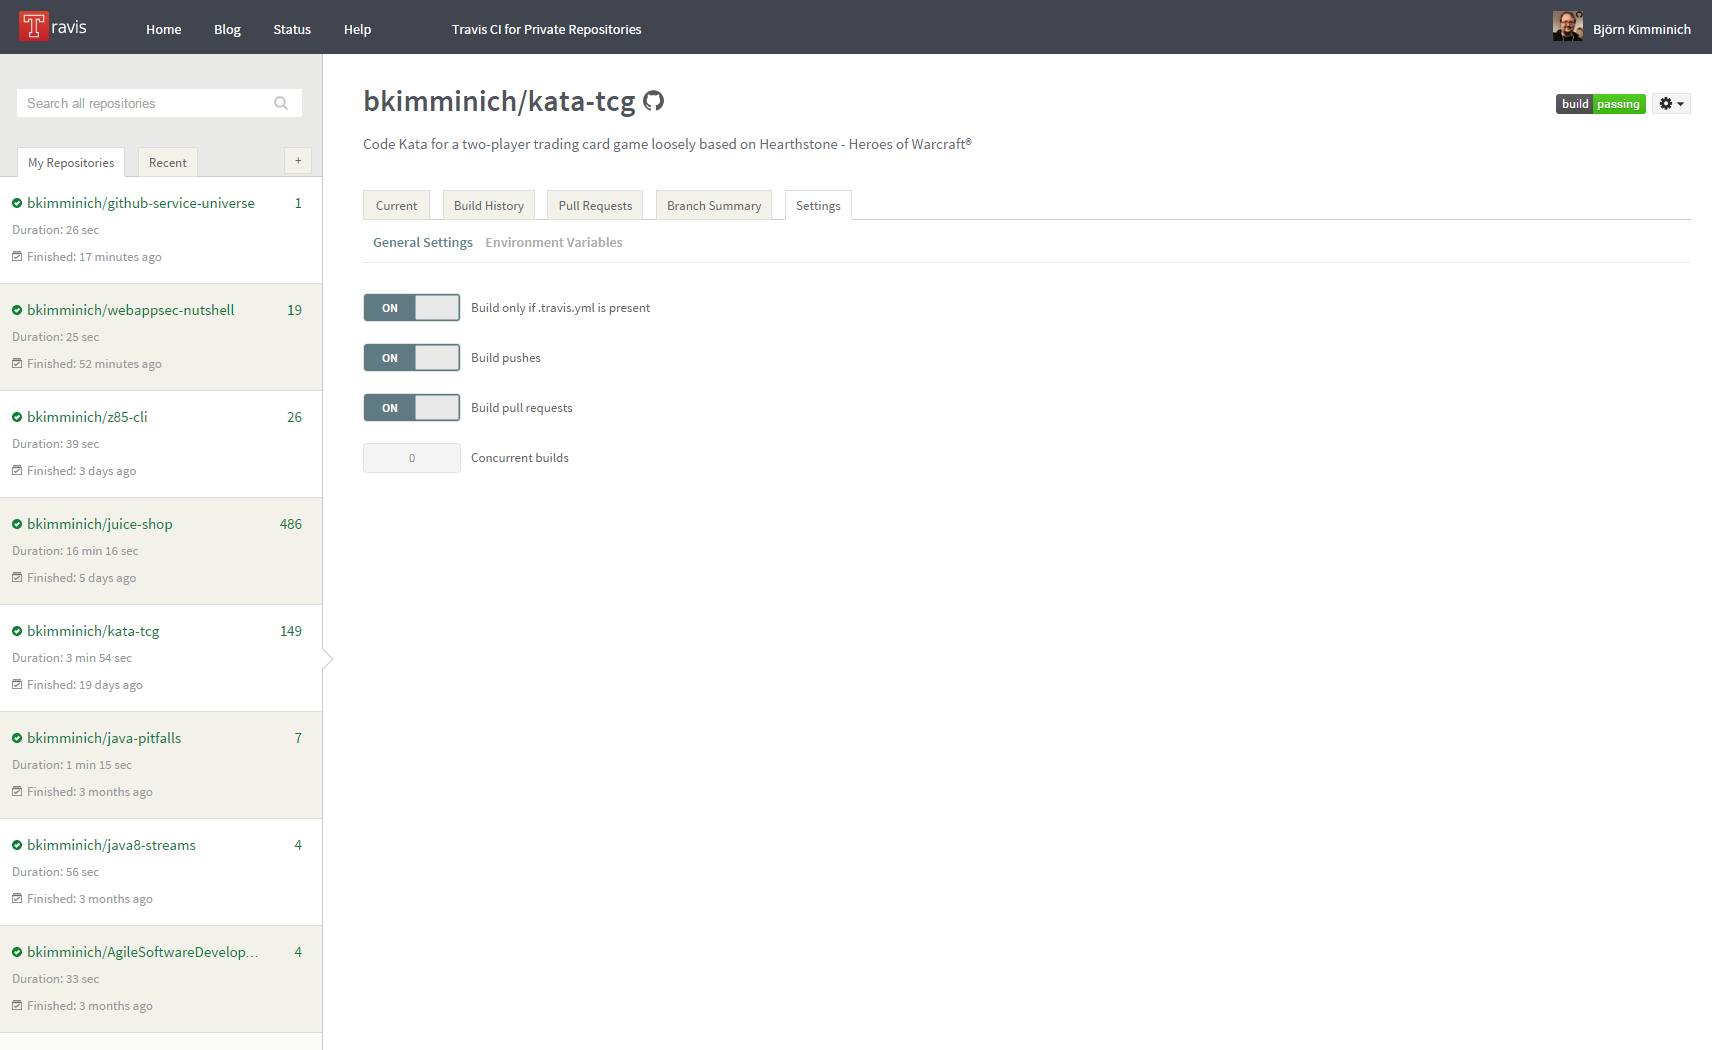 Travis
Home Blog Status Help Travis CI for Private Repositories Björn Kimminich
Search all repositories
My Repositories Recent +
bkimminich/github-service-universe 1
Duration: 26 sec
Finished: 17 minutes ago
bkimminich/webappsec-nutshell 19
Duration: 25 sec
Finished: 52 minutes ago
bkimminich/z85-cli 26
Duration: 39 sec
Finished: 3 days ago
bkimminich/juice-shop 486
Duration: 16 min 16 sec
Finished: 5 days ago
bkimminich/kata-tcg 149
Duration: 3 min 54 sec
Finished: 19 days ago
bkimminich/java-pitfalls 7
Duration: 1 min 15 sec
Finished: 3 months ago
bkimminich/java8-streams 4
Duration: 56 sec
Finished: 3 months ago
bkimminich/AgileSoftwareDevelop... 4
Duration: 33 sec
Finished: 3 months ago
bkimminich/kata-tcg
build passing
Code Kata for a two-player trading card game loosely based on Hearthstone - Heroes of Warcraft®
Current Build History Pull Requests Branch Summary Settings
General Settings Environment Variables
ON Build only if .travis.yml is present
ON Build pushes
ON Build pull requests
0 Concurrent builds